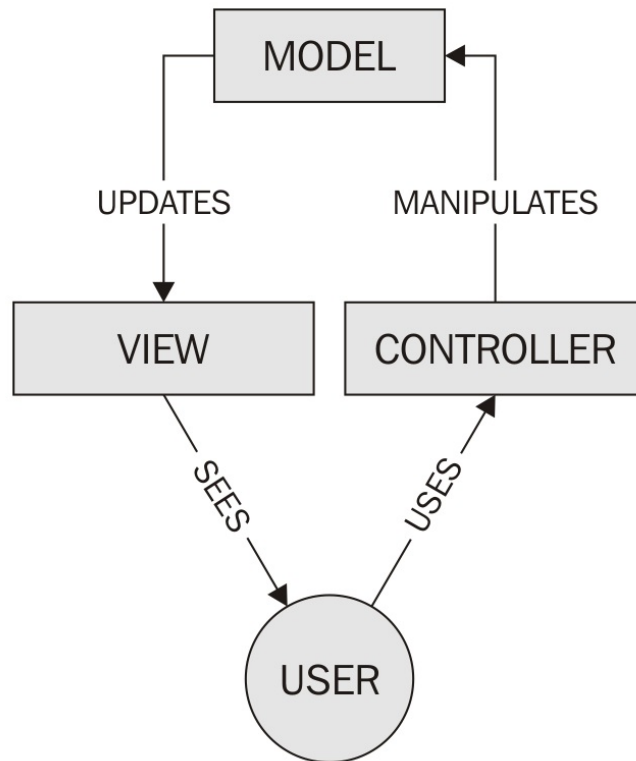 MODEL
UPDATES
MANIPULATES
VIEW
CONTROLLER
SEES
USES
USER